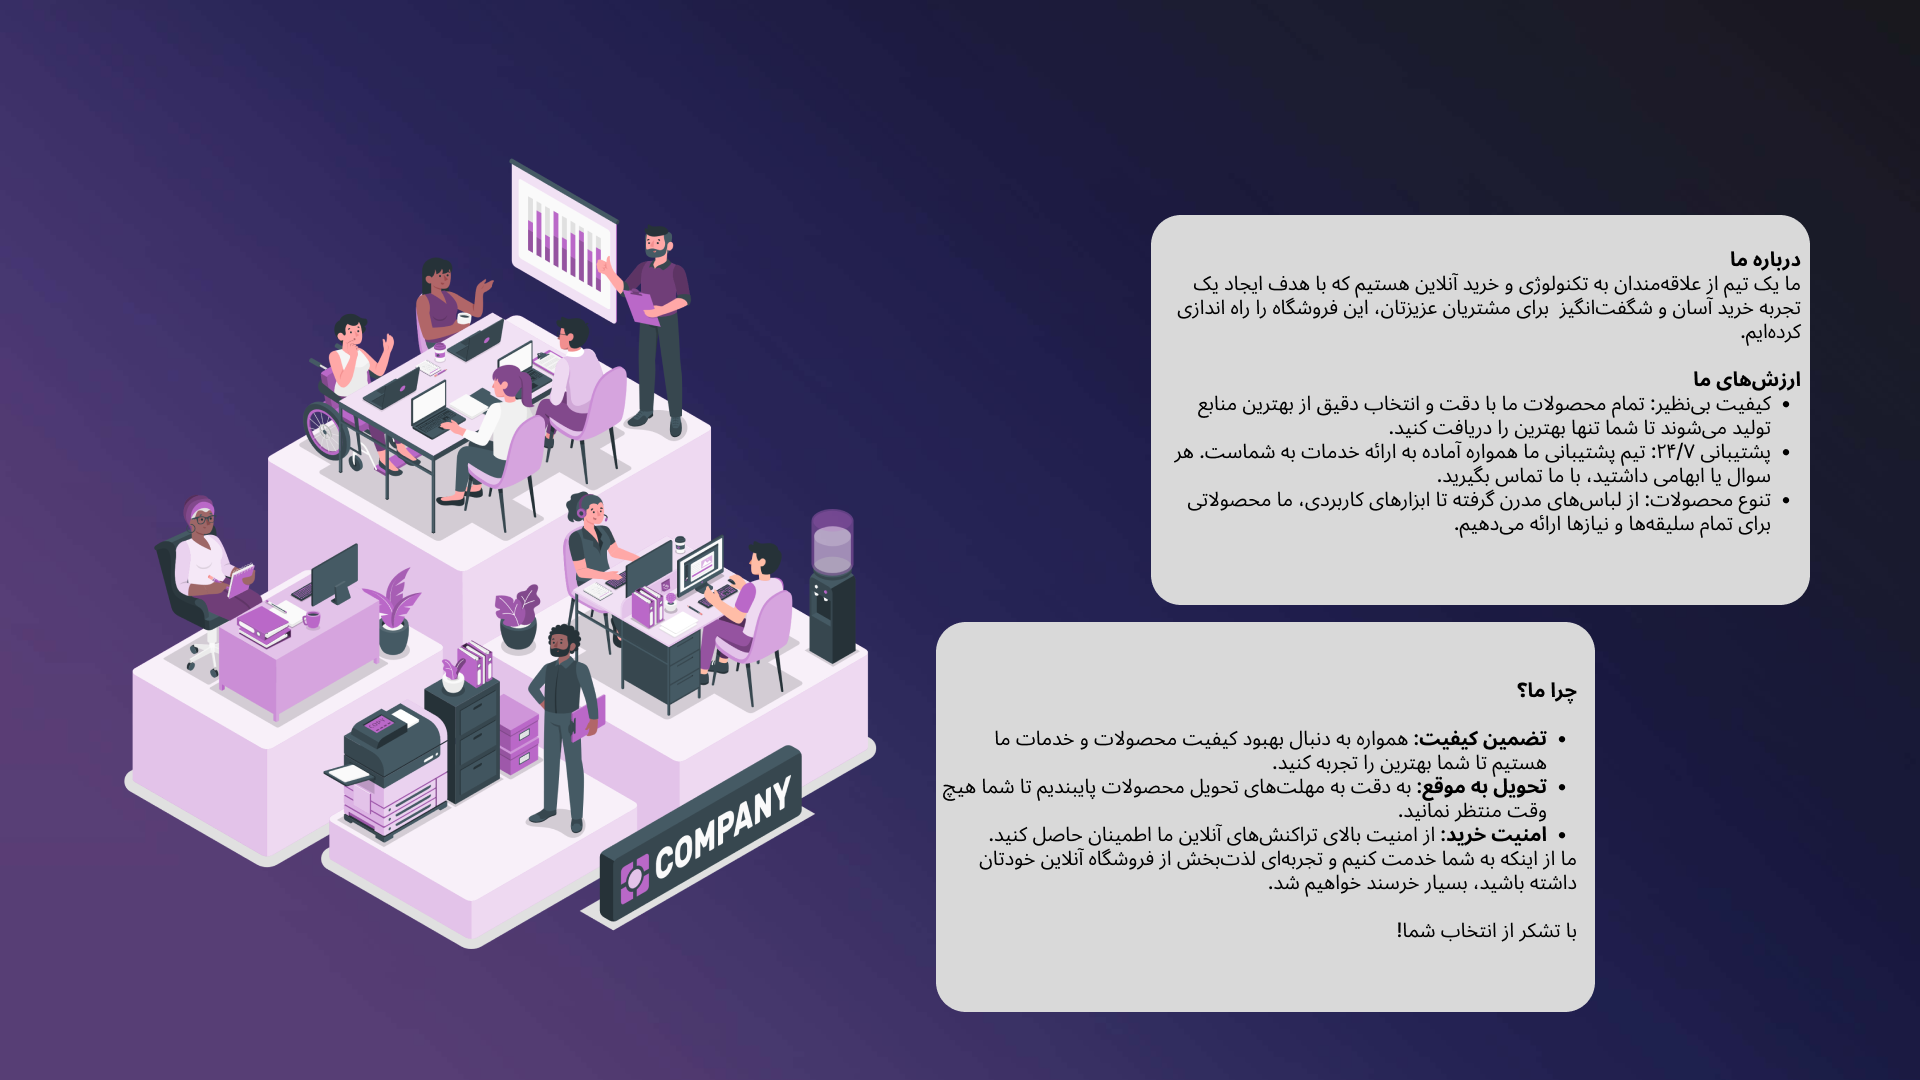 درباره ما
ما یک تیم از علاقه‌مندان به تکنولوژی و خرید آنلاین هستیم که با هدف ایجاد یک
تجربه خرید آسان و شگفت‌انگیز برای مشتریان عزیزتان، این فروشگاه را راه اندازی
کرده‌ایم.
ارزش‌های ما
• کیفیت بی‌نظیر: تمام محصولات ما با دقت و انتخاب دقیق از بهترین منابع
تولید می‌شوند تا شما تنها بهترین را دریافت کنید.
• پشتیبانی ۲۴/۷: تیم پشتیبانی ما همواره آماده به ارائه خدمات به شماست. هر
سوال یا ابهامی داشتید، با ما تماس بگیرید.
• تنوع محصولات: از لباس‌های مدرن گرفته تا ابزارهای کاربردی، ما محصولاتی
برای تمام سلیقه‌ها و نیازها ارائه می‌دهیم.
چرا ما؟
• تضمین کیفیت: همواره به دنبال بهبود کیفیت محصولات و خدمات ما
هستیم تا شما بهترین را تجربه کنید.
• تحویل به موقع: به دقت به مهلت‌های تحویل محصولات پایبندیم تا شما هیچ
وقت منتظر نمانید.
• امنیت خرید: از امنیت بالای تراکنش‌های آنلاین ما اطمینان حاصل کنید.
ما از اینکه به شما خدمت کنیم و تجربه‌ای لذت‌بخش از فروشگاه آنلاین خودتان
داشته باشید، بسیار خرسند خواهیم شد.
با تشکر از انتخاب شما!
COMPANY